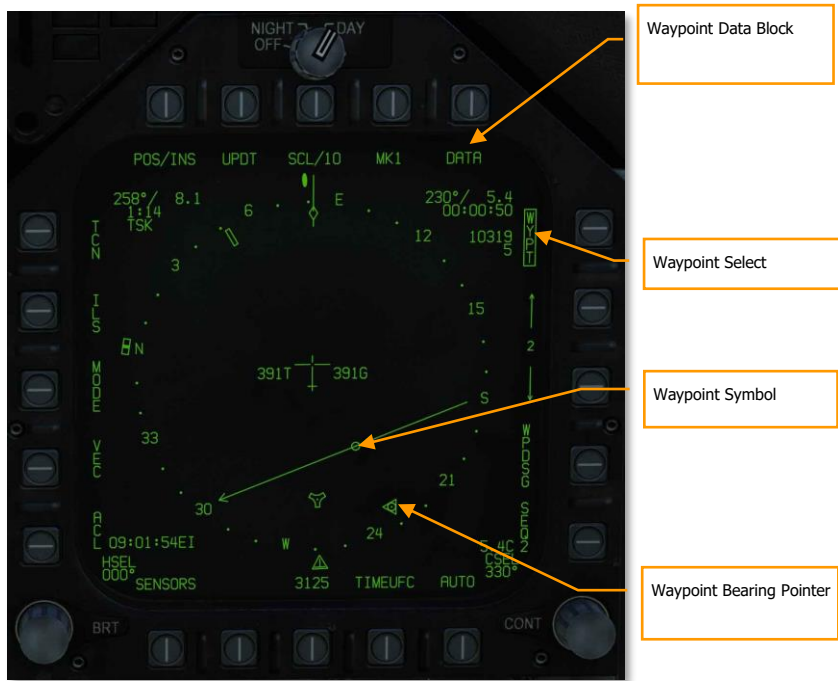 NIGHT DAY
OFF
Waypoint Data Block
POS/INS UPDT SCL/10 MK1 DATA
258°/ 8.1
1:14
TSK
230°/ 5.4
00:00:50
10319
5
WYPT
TCN
6 E
3 12
Waypoint Select
ILS
15
N
2
MODE
391T 391G
Waypoint Symbol
S
33
VEC
WPDSG
21
30
24
W
ACL
SEQ2
09:01:54EI
5.4C
HSEL
000°
CSEL
330°
1
SENSORS 3125 TIMEUFC AUTO
Waypoint Bearing Pointer
BRT CONT